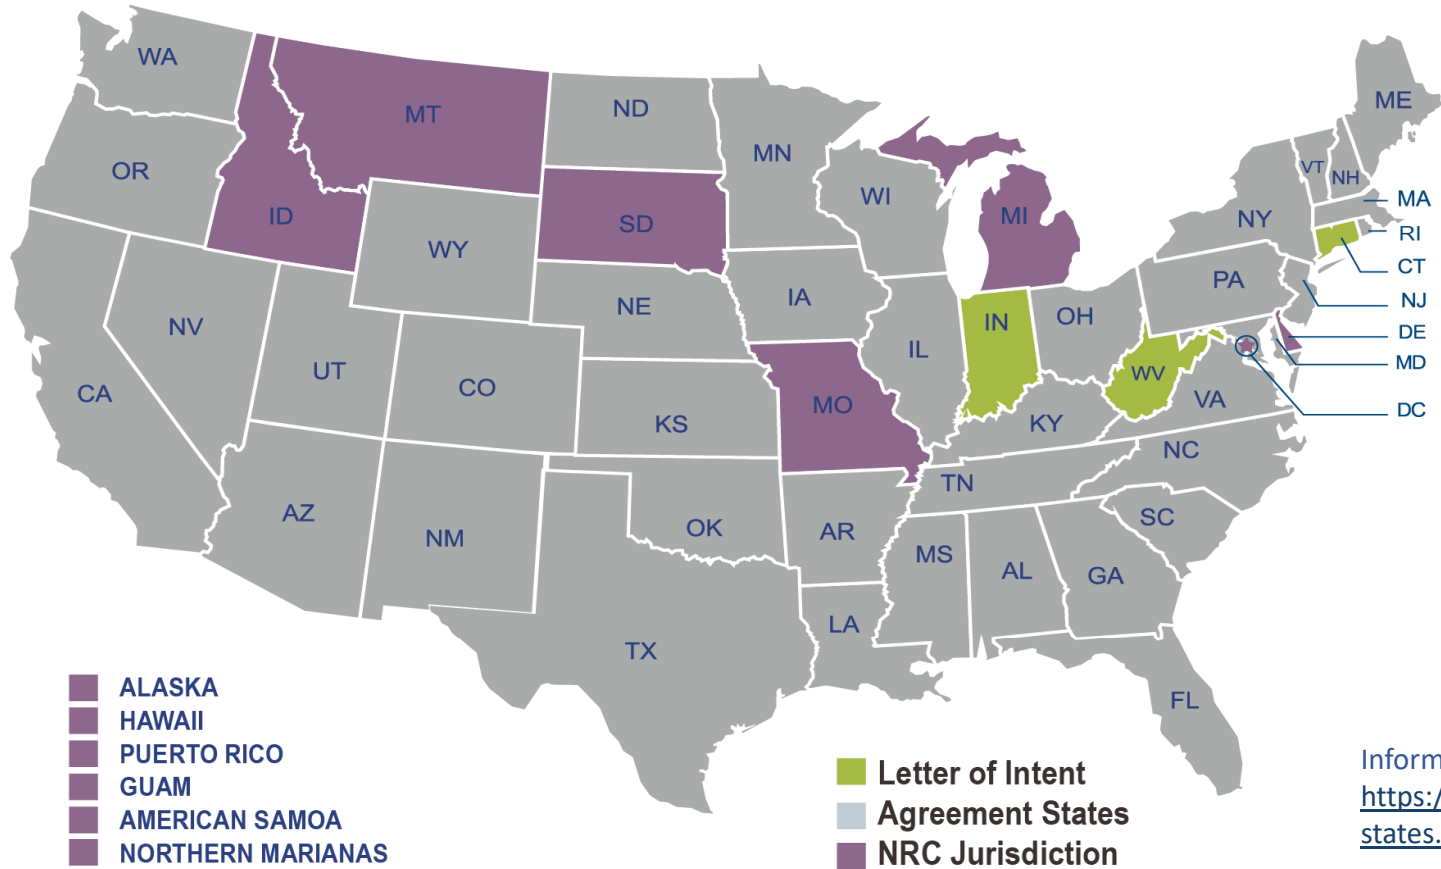 WA
MT
ND
MN
ME
OR
ID
SD
WI
MI
VT
NH
NY
MA
RI
CT
WY
NE
IA
PA
NJ
NV
UT
CO
IL
IN
OH
DE
MD
DC
CA
KS
MO
KY
WV
VA
AZ
NM
OK
AR
TN
NC
SC
MS
AL
GA
TX
LA
FL
ALASKA
HAWAII
PUERTO RICO
GUAM
AMERICAN SAMOA
NORTHERN MARIANAS
Letter of Intent
Agreement States
NRC Jurisdiction
Inform
https:/
states.